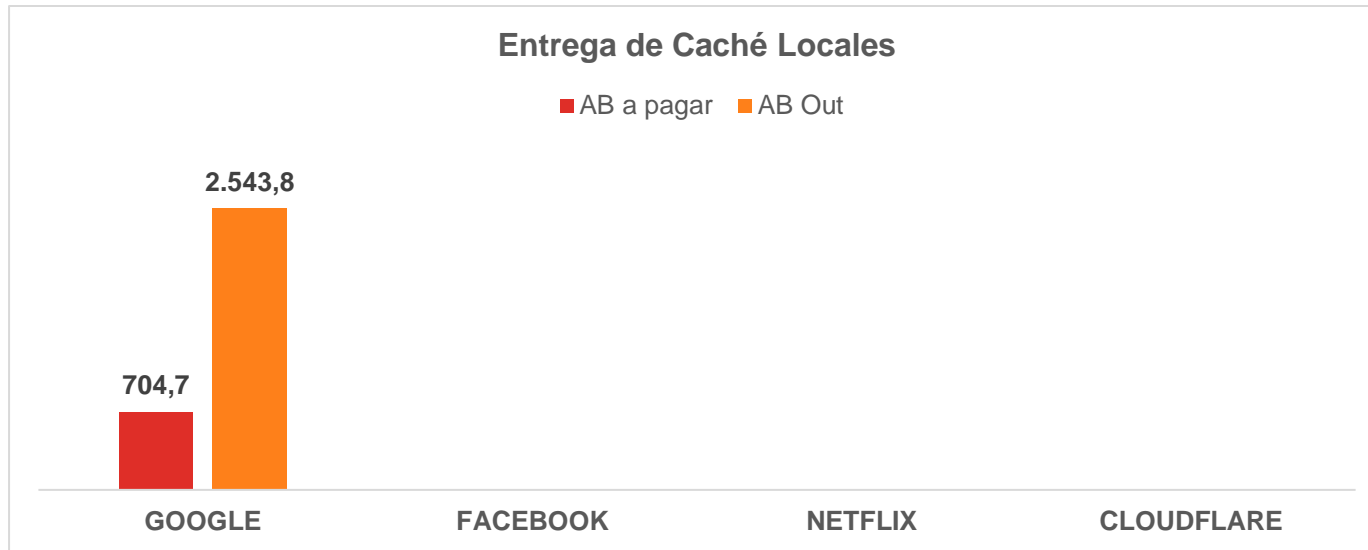 Entrega de Caché Locales
AB a pagar AB Out
2.543,8
704,7
GOOGLE FACEBOOK NETFLIX CLOUDFLARE